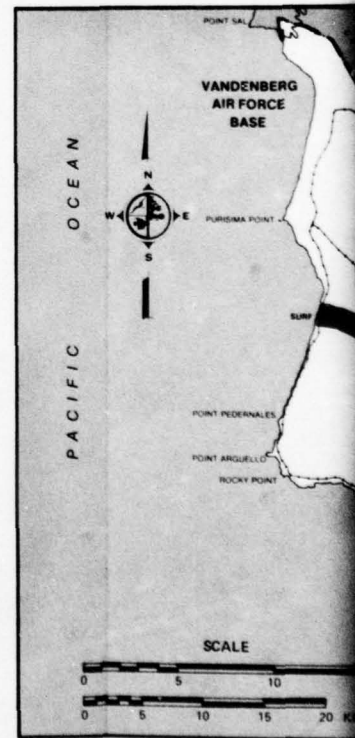 POINT SAL
VANDENBERG
AIR FORCE
BASE
OCEAN
N
W E
S
PURISIMA POINT
SURF
PACIFIC
POINT PEDERNALES
POINT ARGUELLO
ROCKY POINT
SCALE
0 5 10
0 5 10 15 20